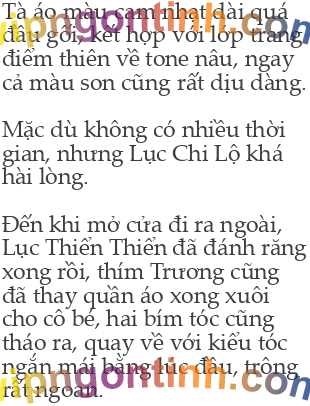 Tà áo màu cam nhạt dài quá
đầu gối, kết hợp với lớp trang
điểm thiên về tone nâu, ngay
cả màu son cũng rất dịu dàng.

Mặc dù không có nhiều thời
gian, nhưng Lục Chi Lộ khá
hài lòng.

Đến khi mở cửa đi ra ngoài,
Lục Thiển Thiển đã đánh răng
xong rồi, thím Trương cũng
đã thay quần áo xong xuôi
cho cô bé, hai bím tóc cũng
tháo ra, quay về với kiểu tóc
ngắn mái bằng lúc đầu, trông
rất ngoan.
vipngontinh.com
vipngontinh.com